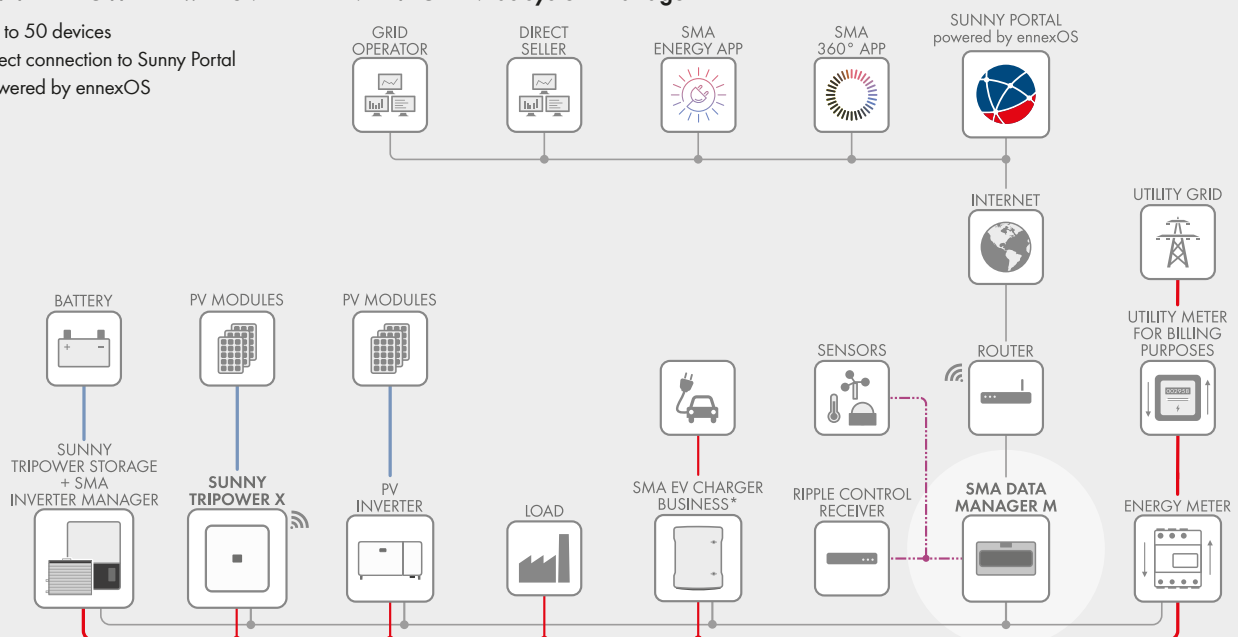 to 50 devices
connection to Sunny Portal
powered by ennexOS
GRID
OPERATOR
DIRECT
SELLER
SMA
ENERGY APP
SMA
360° APP
SUNNY PORTAL
powered by ennexOS
INTERNET
UTILITY GRID
BATTERY
PV MODULES
PV MODULES
SENSORS
ROUTER
UTILITY METER
FOR BILLING
PURPOSES
SUNNY
TRIPOWER STORAGE
+ SMA
INVERTER MANAGER
SUNNY
TRIPOWER X
PV
INVERTER
LOAD
SMA EV CHARGER
BUSINESS*
RIPPLE CONTROL
RECEIVER
SMA DATA
MANAGER M
ENERGY METER